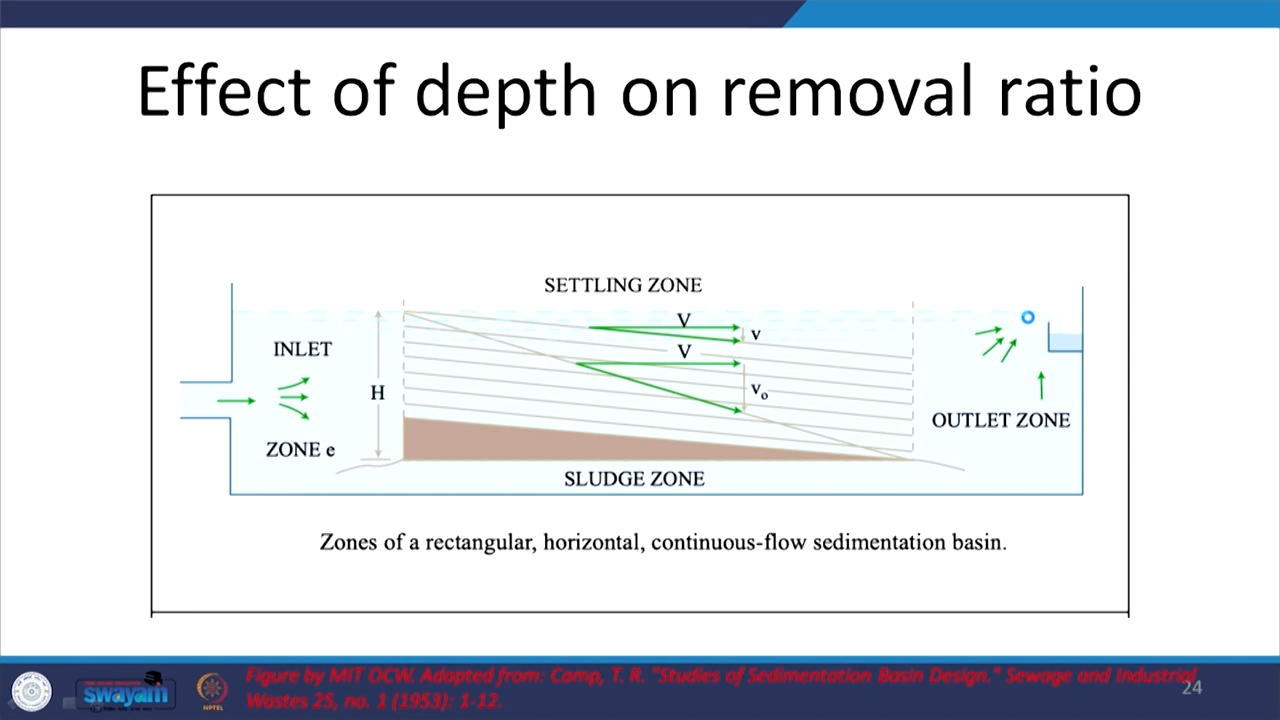 Effect of depth on removal ratio
SETTLING ZONE
V
v
INLET
V
H
vo
OUTLET ZONE
ZONE e
SLUDGE ZONE
Zones of a rectangular, horizontal, continuous-flow sedimentation basin.
Figure by MIT OCW. Adapted from: Camp, T. R. "Studies of Sedimentation Basin Design." Sewage and Industrial
Wastes 25, no. 1 (1953): 1-12.
24
swayam
NPTEL